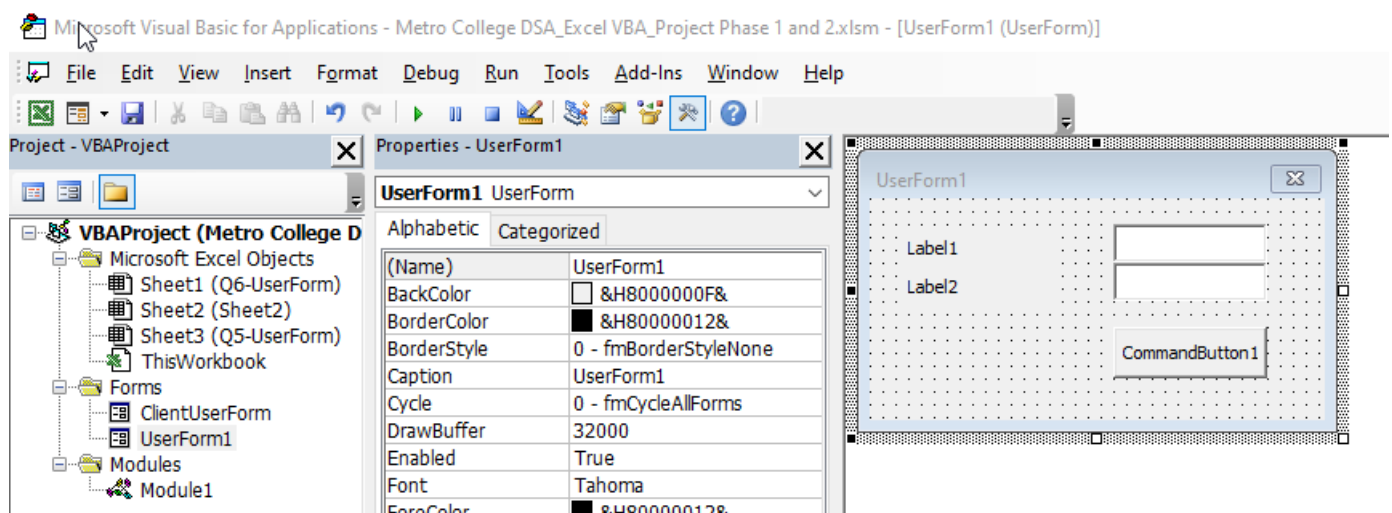 Microsoft Visual Basic for Applications - Metro College DSA_Excel VBA_Project Phase 1 and 2.xlsm - [UserForm1 (UserForm)]
File Edit View Insert Format Debug Run Tools Add-Ins Window Help
Project - VBAProject
VBAProject (Metro College D
Microsoft Excel Objects
Sheet1 (Q6-UserForm)
Sheet2 (Sheet2)
Sheet3 (Q5-UserForm)
ThisWorkbook
Forms
ClientUserForm
UserForm1
Modules
Module1
Properties - UserForm1
UserForm1 UserForm
Alphabetic Categorized
(Name) UserForm1
BackColor &H8000000F&
BorderColor &H80000012&
BorderStyle 0 - fmBorderStyleNone
Caption UserForm1
Cycle 0 - fmCycleAllForms
DrawBuffer 32000
Enabled True
Font Tahoma
ForeColor &H80000012&
UserForm1
Label1
Label2
CommandButton1